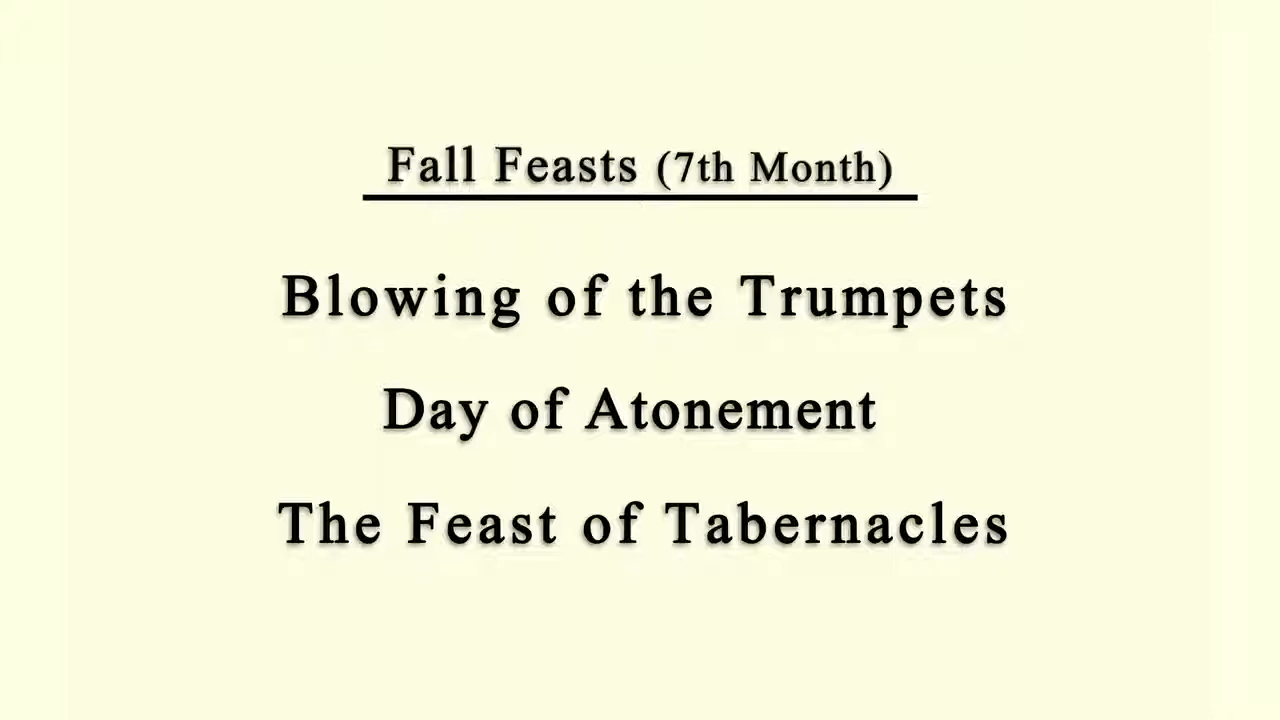 Fall Feasts (7th Month)
Blowing of the Trumpets
Day of Atonement
The Feast of Tabernacles